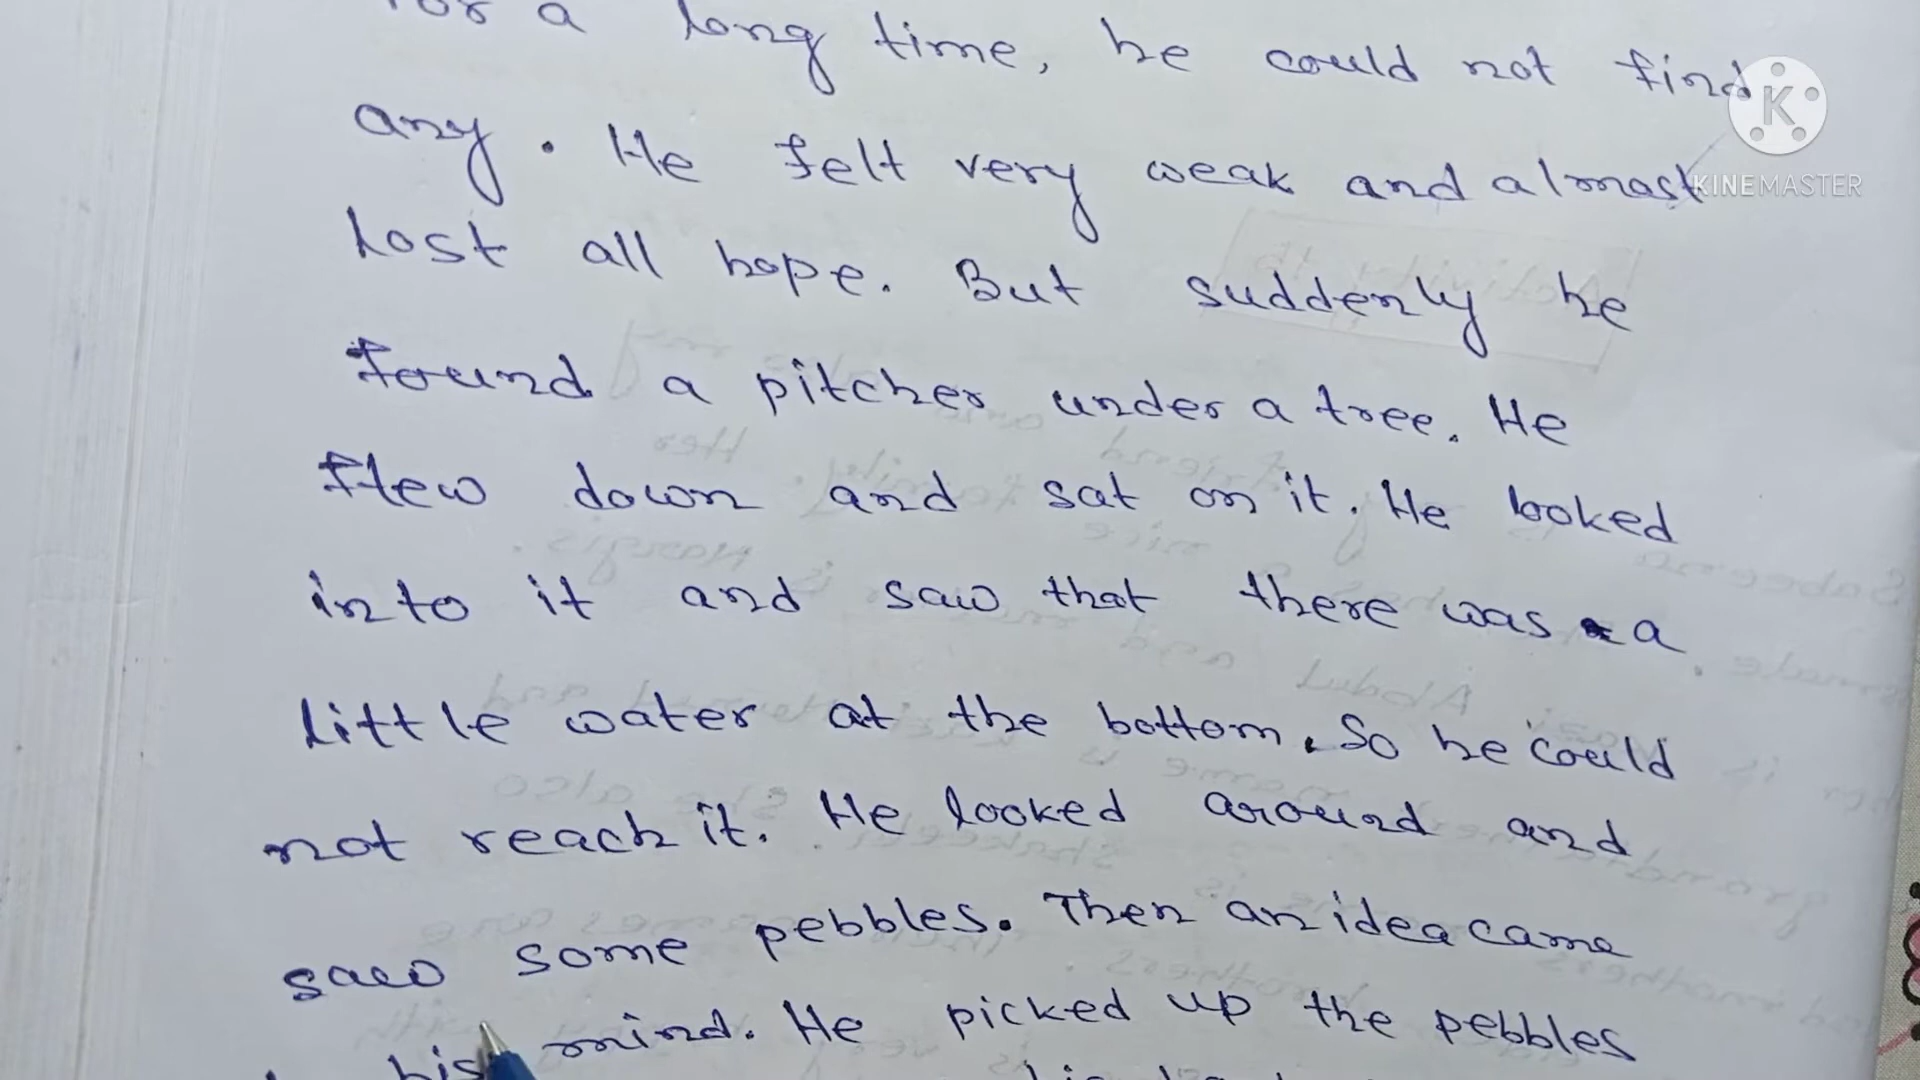 for a long time, he could not find
any. He felt very weak and almast
lost all hope. But suddenly he
found a pitcher under a tree. He
flew down and sat on it. He looked
into it and saw that there was a
little water at the bottom. So he could
not reach it. He looked around and
saw some pebbles. Then an idea came
his mind. He picked up the pebbles
KINEMASTER